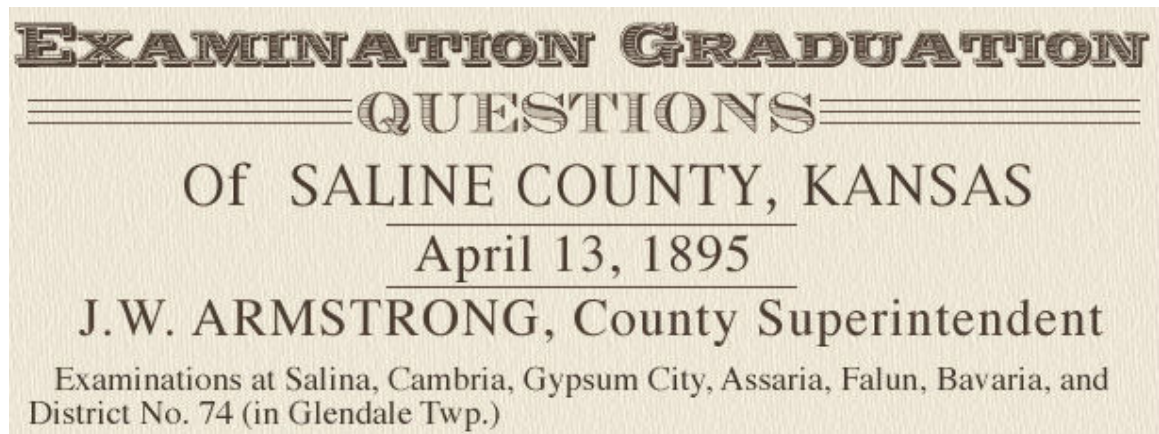 EXAMINATION GRADUATION
QUESTIONS
Of SALINE COUNTY, KANSAS
April 13, 1895
J.W. ARMSTRONG, County Superintendent
Examinations at Salina, Cambria, Gypsum City, Assaria, Falun, Bavaria, and
District No. 74 (in Glendale Twp.)